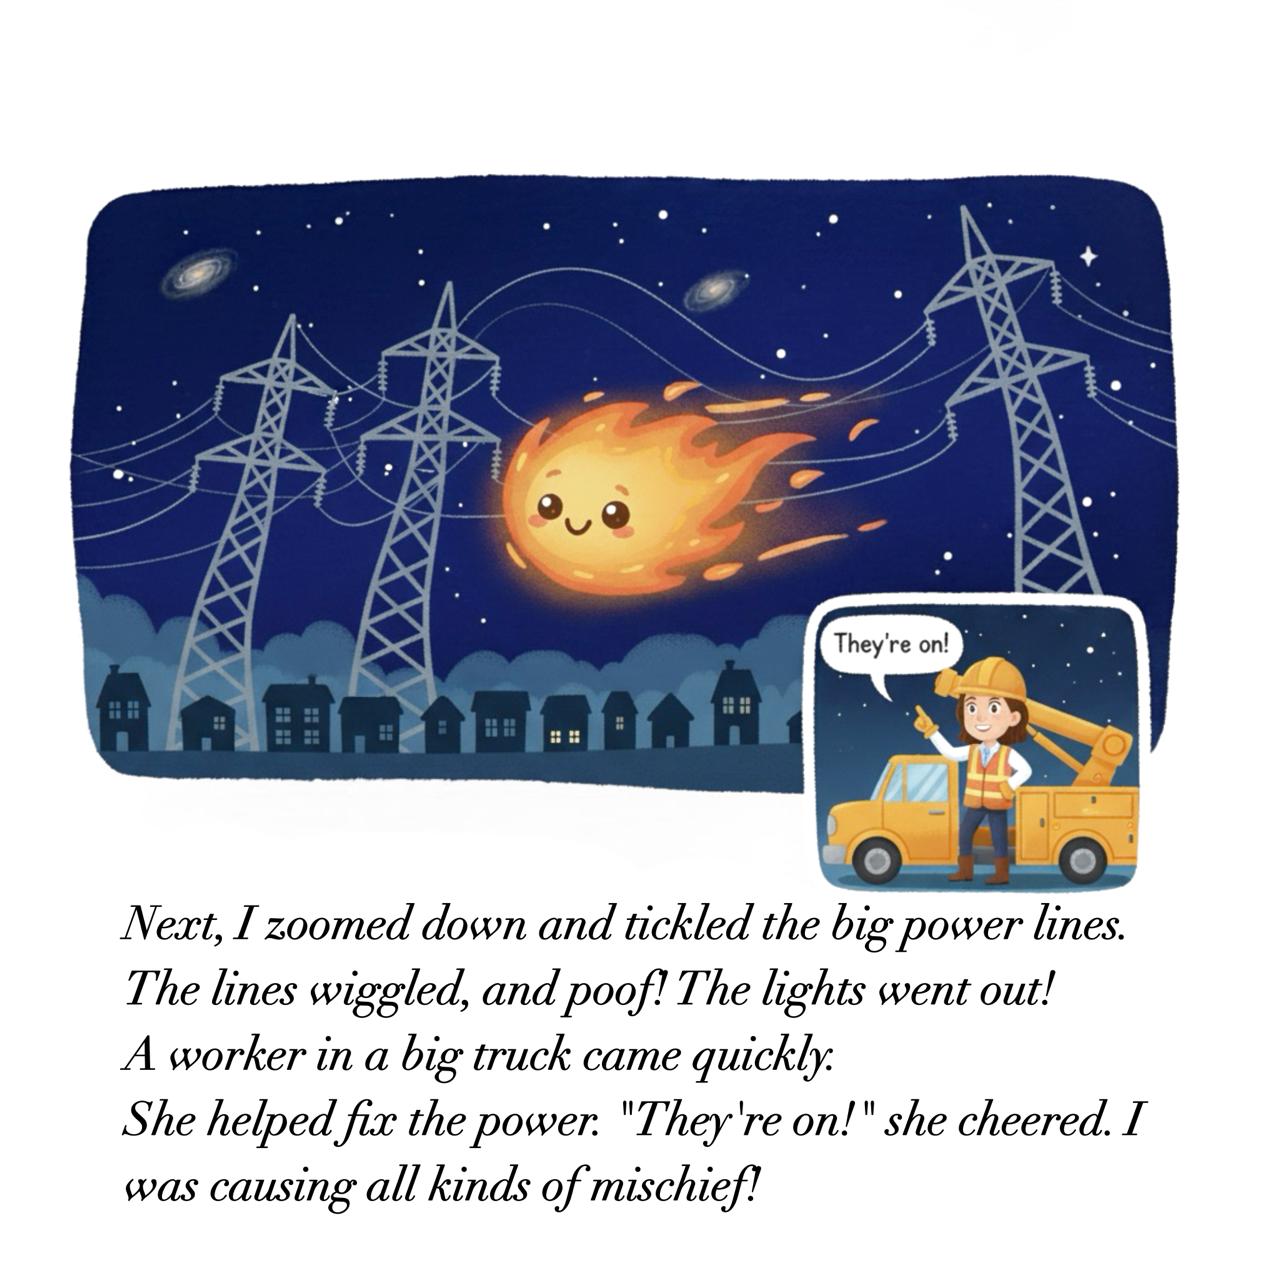 They're on!
Next, I zoomed down and tickled the big power lines.
The lines wiggled, and poof! The lights went out!
A worker in a big truck came quickly.
She helped fix the power. "They're on!" she cheered. I
was causing all kinds of mischief!